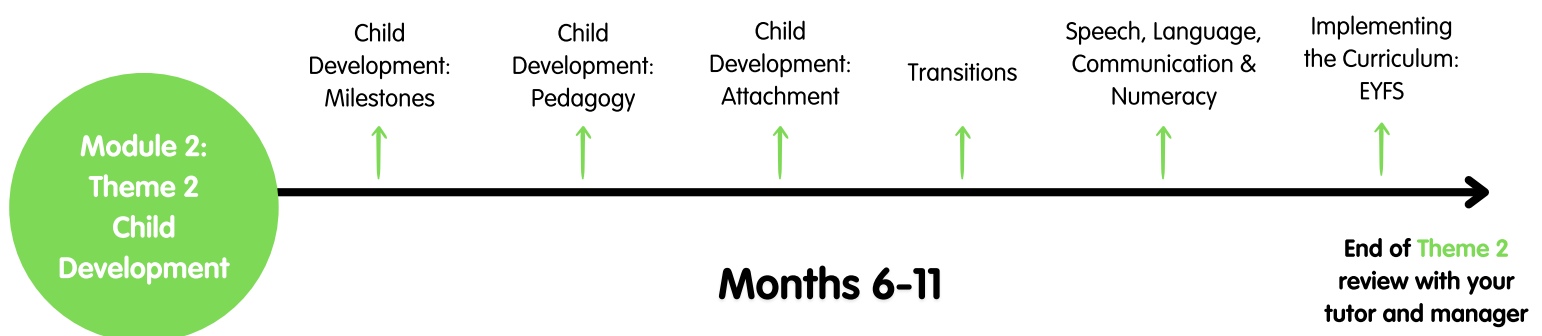 Module 2:
Theme 2
Child
Development
Child
Development:
Milestones
Child
Development:
Pedagogy
Child
Development:
Attachment
Transitions
Speech, Language,
Communication &
Numeracy
Implementing
the Curriculum:
EYFS
Months 6-11
End of Theme 2
review with your
tutor and manager